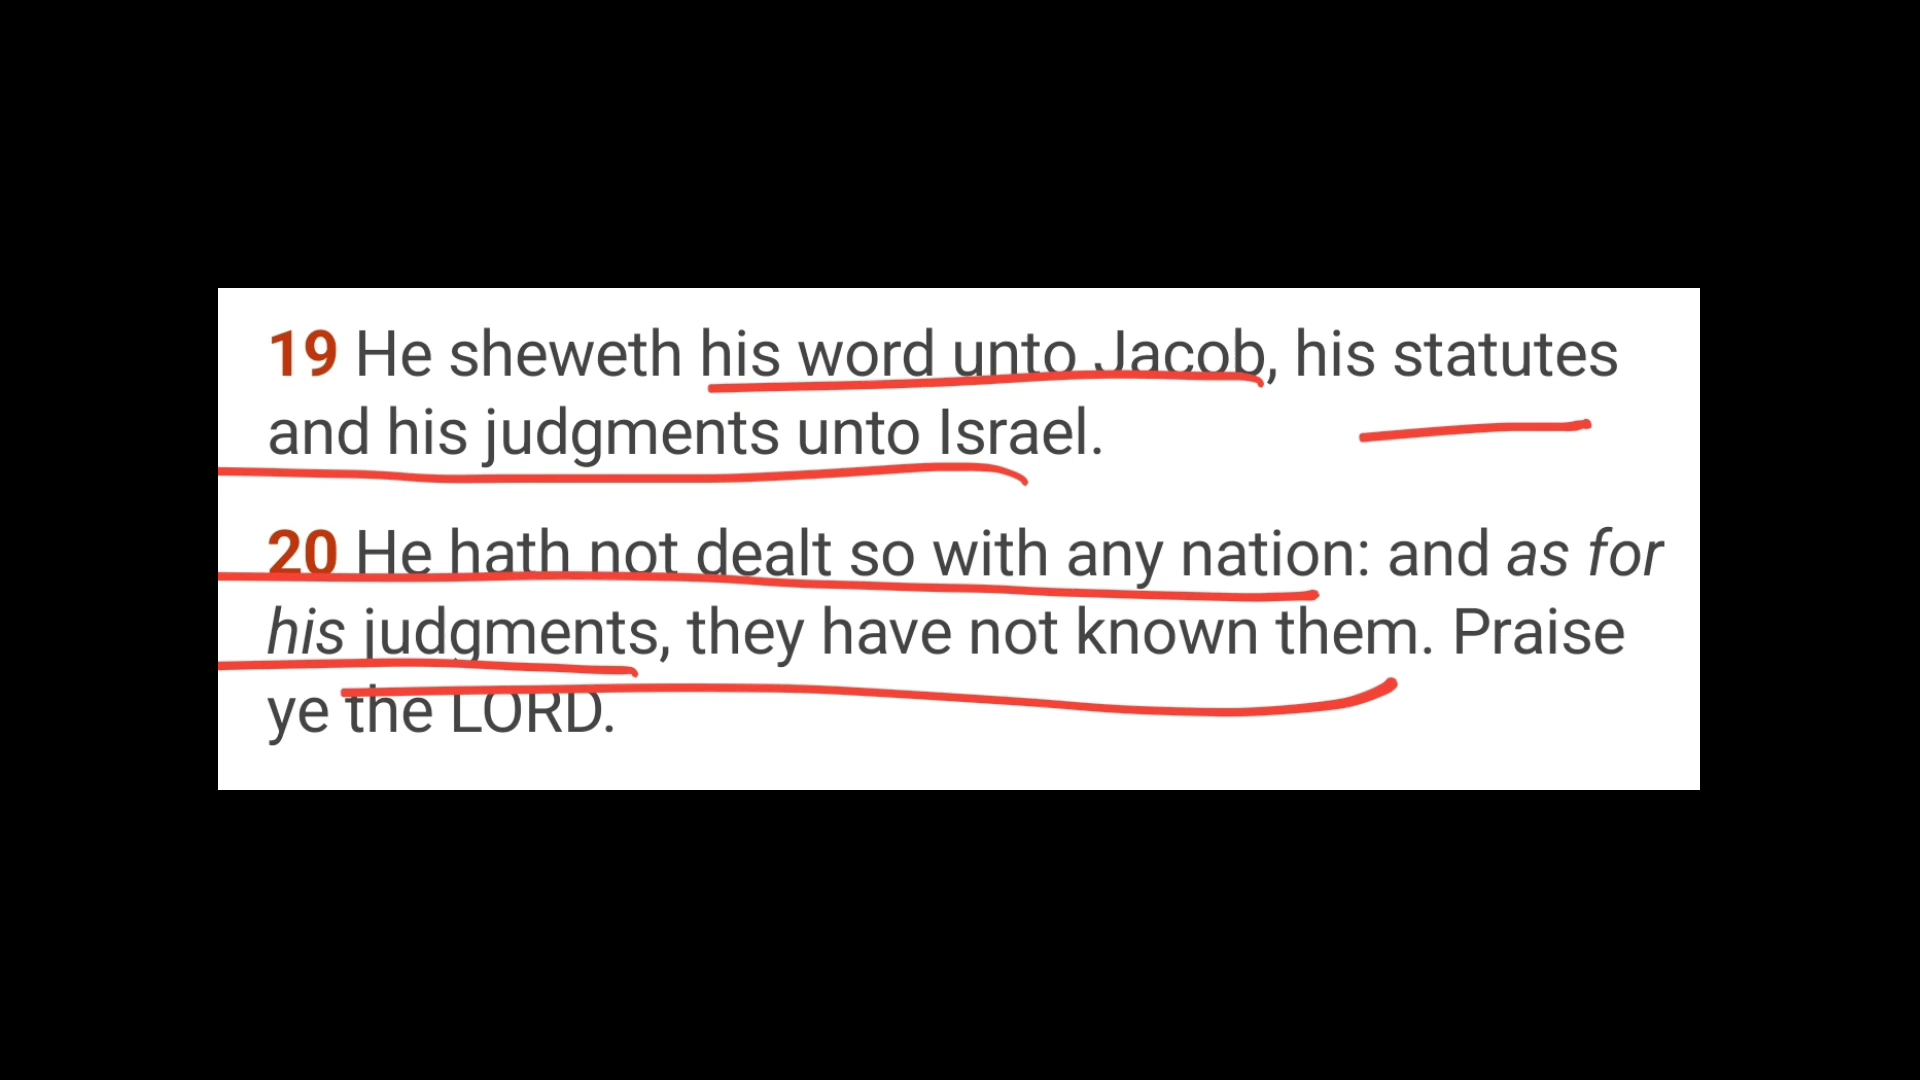 19 He sheweth his word unto Jacob, his statutes
and his judgments unto Israel.
20 He hath not dealt so with any nation: and as for
his judgments, they have not known them. Praise
ye the LORD.